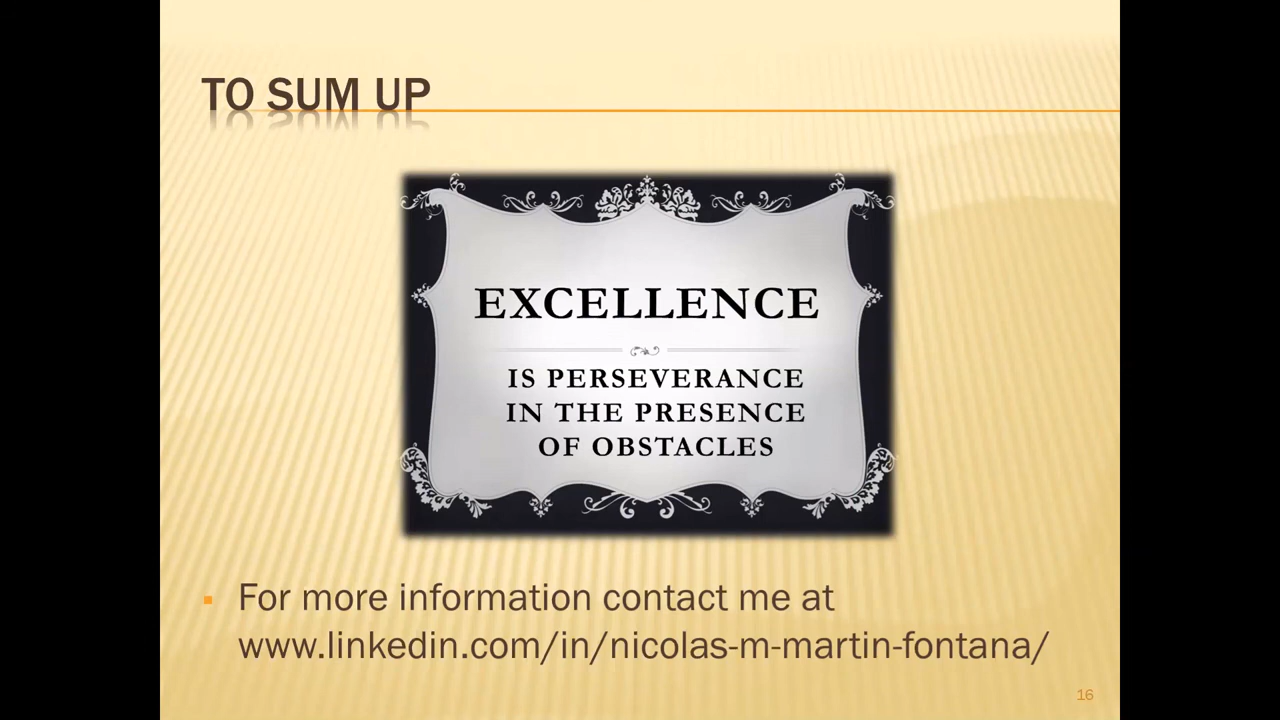 TO SUM UP
EXCELLENCE
IS PERSEVERANCE
IN THE PRESENCE
OF OBSTACLES
For more information contact me at
www.linkedin.com/in/nicolas-m-martin-fontana/
16